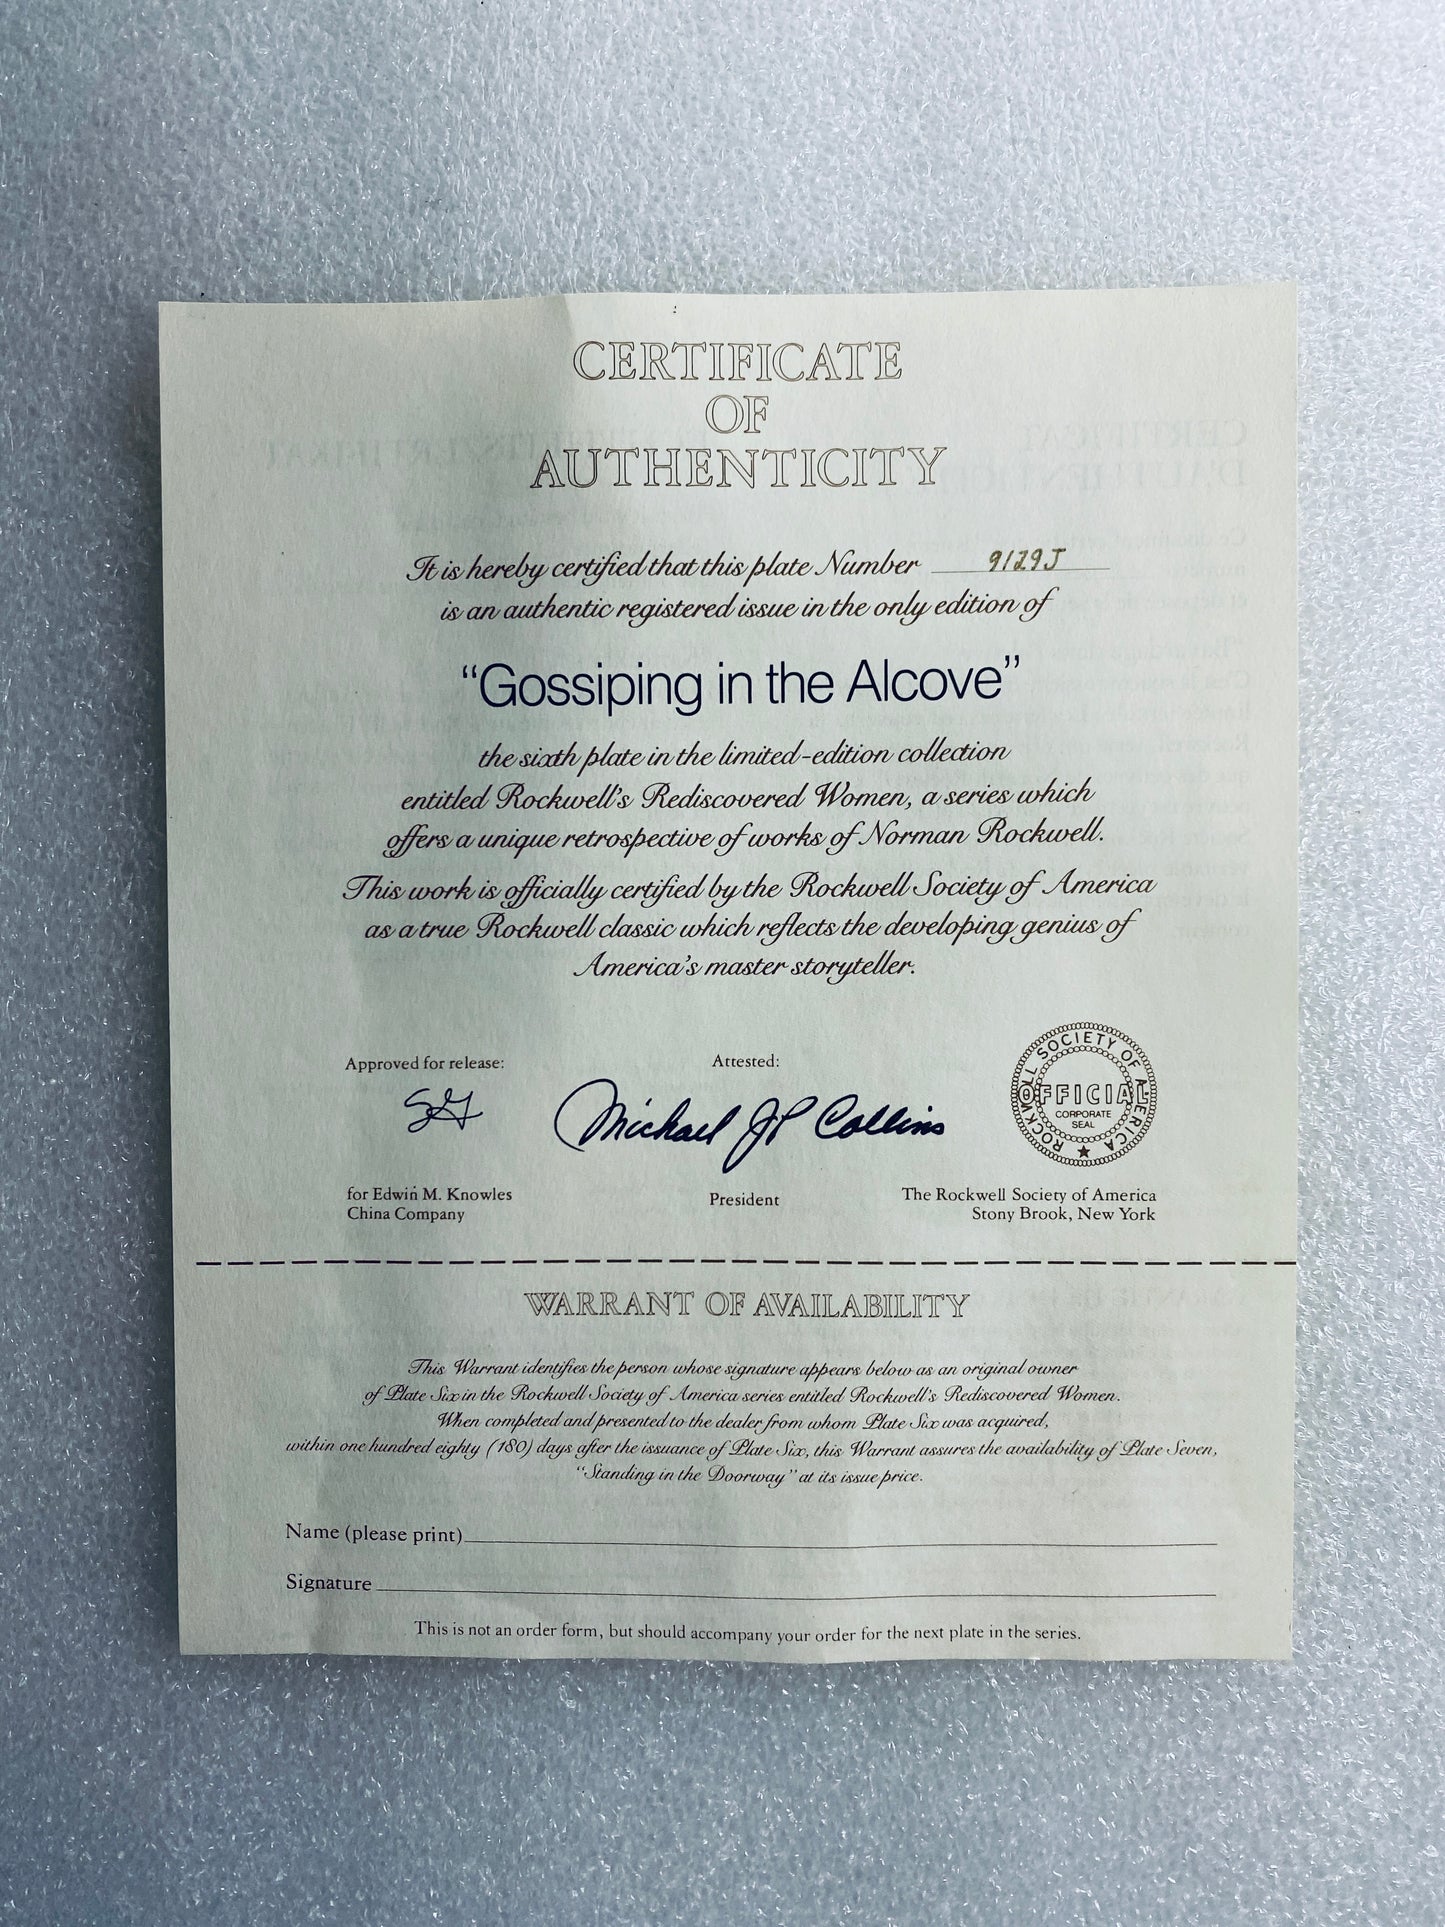 CERTIFICATE
OF
AUTHENTICITY
It is hereby certified that this plate Number 9129J
is an authentic registered issue in the only edition of
“Gossiping in the Alcove”
the sixth plate in the limited-edition collection
entitled Rockwell's Rediscovered Women, a series which
offers a unique retrospective of works of Norman Rockwell.
This work is officially certified by the Rockwell Society of America
as a true Rockwell classic which reflects the developing genius of
America's master storyteller.
Approved for release:
Attested:
Michael JP Collins
ROCKWELL SOCIETY OF AMERICA
OFFICIAL
CORPORATE
SEAL
for Edwin M. Knowles
China Company
President
The Rockwell Society of America
Stony Brook, New York
WARRANT OF AVAILABILITY
This Warrant identifies the person whose signature appears below as an original owner
of Plate Six in the Rockwell Society of America series entitled Rockwell's Rediscovered Women.
When completed and presented to the dealer from whom Plate Six was acquired,
within one hundred eighty (180) days after the issuance of Plate Six, this Warrant assures the availability of Plate Seven,
“Standing in the Doorway” at its issue price.
Name (please print)
Signature
This is not an order form, but should accompany your order for the next plate in the series.